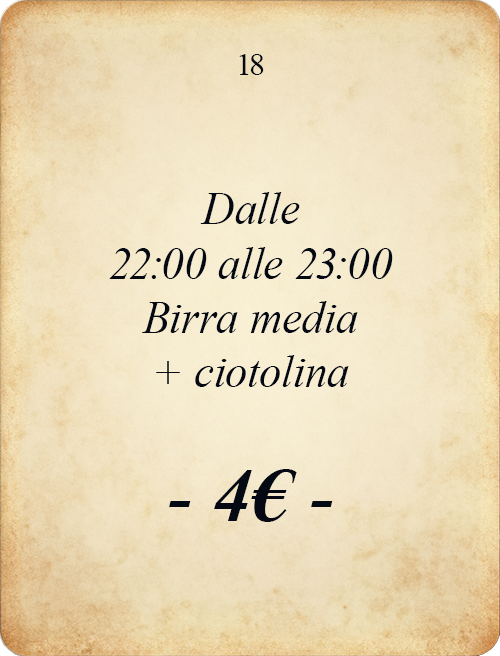 18
Dalle
22:00 alle 23:00
Birra media
+ ciotolina
- 4€ -